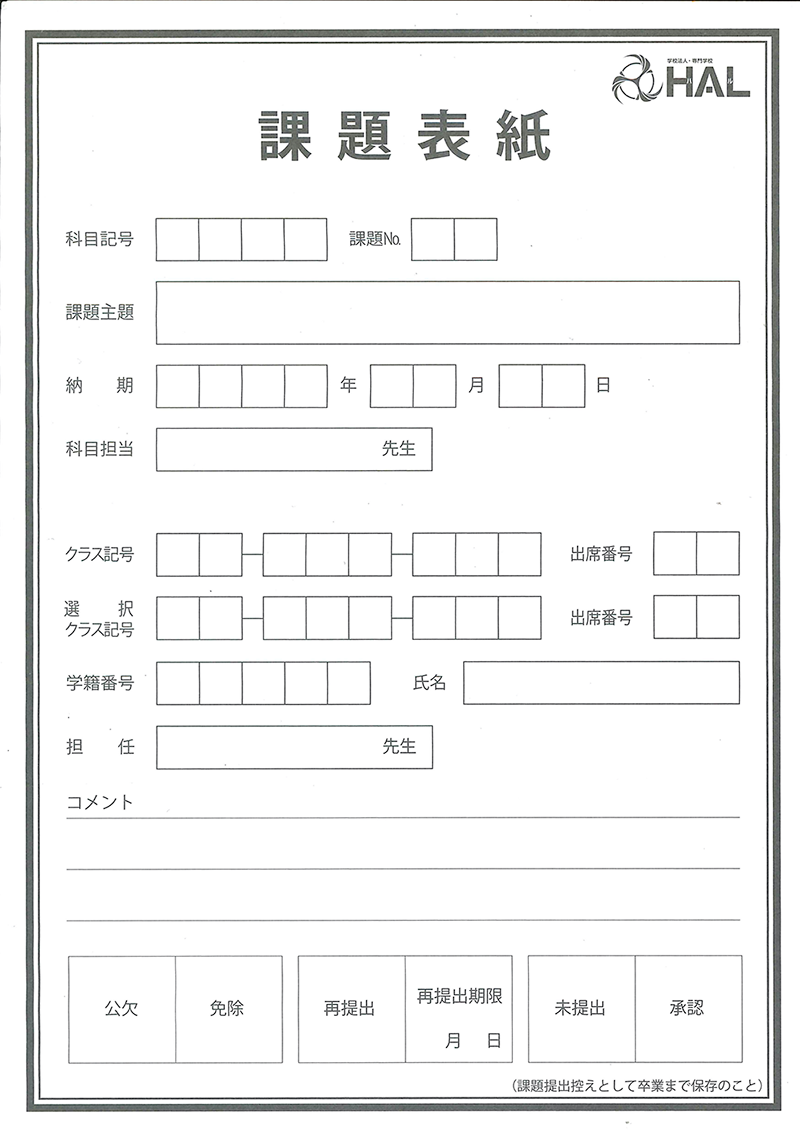 学校法人・専門学校
HAL
ハル
課題表紙
科目記号 課題No.
課題主題
納期 年 月 日
科目担当 先生
クラス記号 出席番号
選択
クラス記号 出席番号
学籍番号 氏名
担任 先生
コメント
公欠 免除 再提出 再提出期限 未提出 承認
月 日
(課題提出控えとして卒業まで保存のこと)